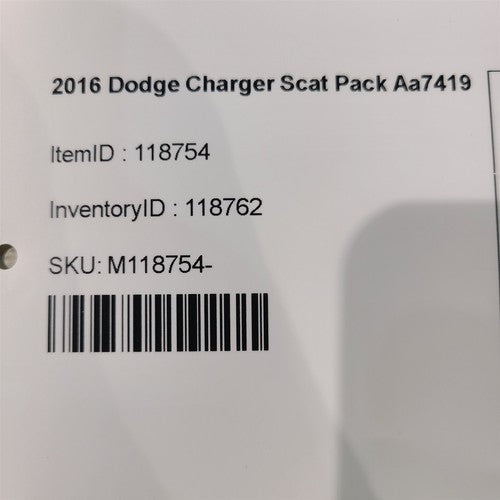 2016 Dodge Charger Scat Pack Aa7419
ItemID : 118754
InventoryID : 118762
SKU: M118754-